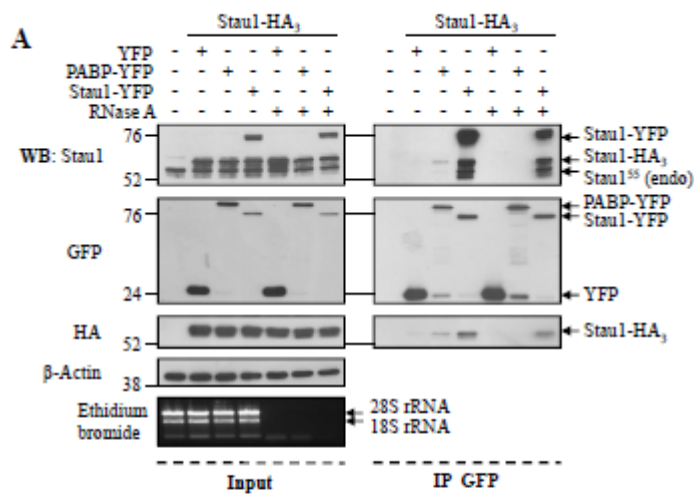 A
Stau1-HA3 Stau1-HA3
YFP - + - - + - - - + - - + - -
PABP-YFP - - + - - + - - - + - - + -
Stau1-YFP - - - + - - + - - - + - - +
RNase A - - - - + + + - - - - + + +
WB: Stau1 76 52 Stau1-YFP
Stau1-HA3
Stau1⁵⁵ (endo)
GFP 76 24 PABP-YFP
Stau1-YFP
YFP
HA 52 Stau1-HA3
β-Actin 38
Ethidium bromide 28S rRNA
18S rRNA
Input IP GFP